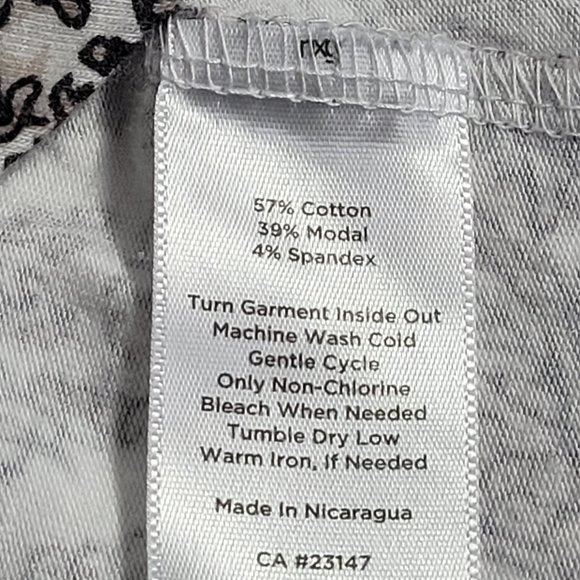 57% Cotton
39% Modal
4% Spandex
Turn Garment Inside Out
Machine Wash Cold
Gentle Cycle
Only Non-Chlorine
Bleach When Needed
Tumble Dry Low
Warm Iron, If Needed
Made In Nicaragua
CA #23147